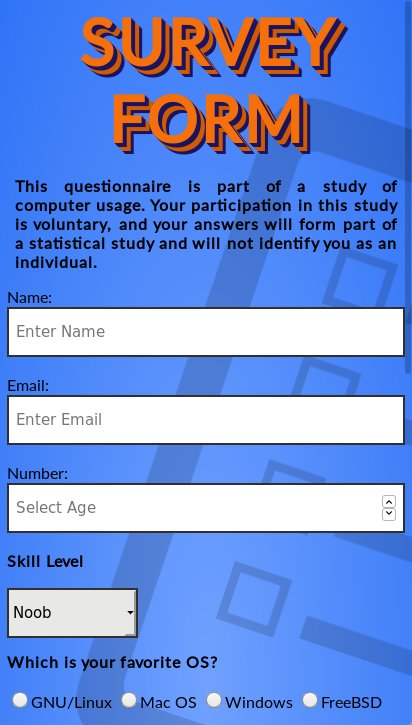 SURVEY
FORM
This questionnaire is part of a study of
computer usage. Your participation in this study
is voluntary, and your answers will form part of
a statistical study and will not identify you as an
individual.
Name:
Enter Name
Email:
Enter Email
Number:
Select Age
Skill Level
Noob
Which is your favorite OS?
GNU/Linux Mac OS Windows FreeBSD